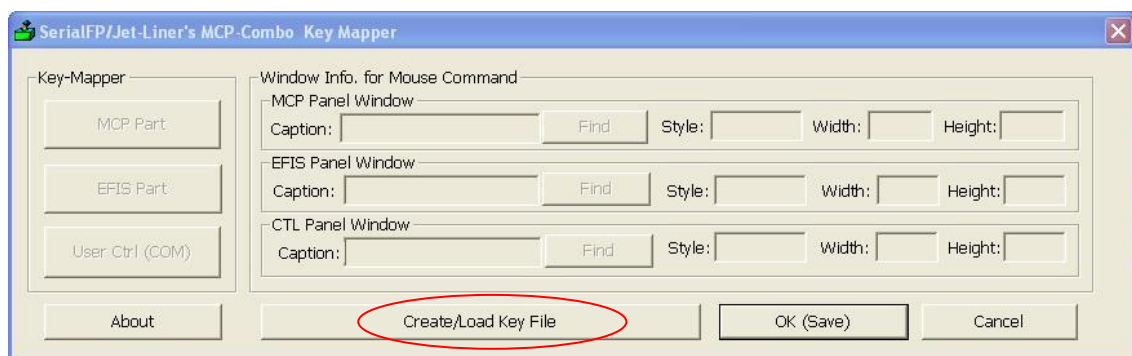 SerialFP/Jet-Liner's MCP-Combo Key Mapper
Key-Mapper
MCP Part
EFIS Part
User Ctrl (COM)
Window Info. for Mouse Command
MCP Panel Window
Caption: Find Style: Width: Height:
EFIS Panel Window
Caption: Find Style: Width: Height:
CTL Panel Window
Caption: Find Style: Width: Height:
About Create/Load Key File OK (Save) Cancel